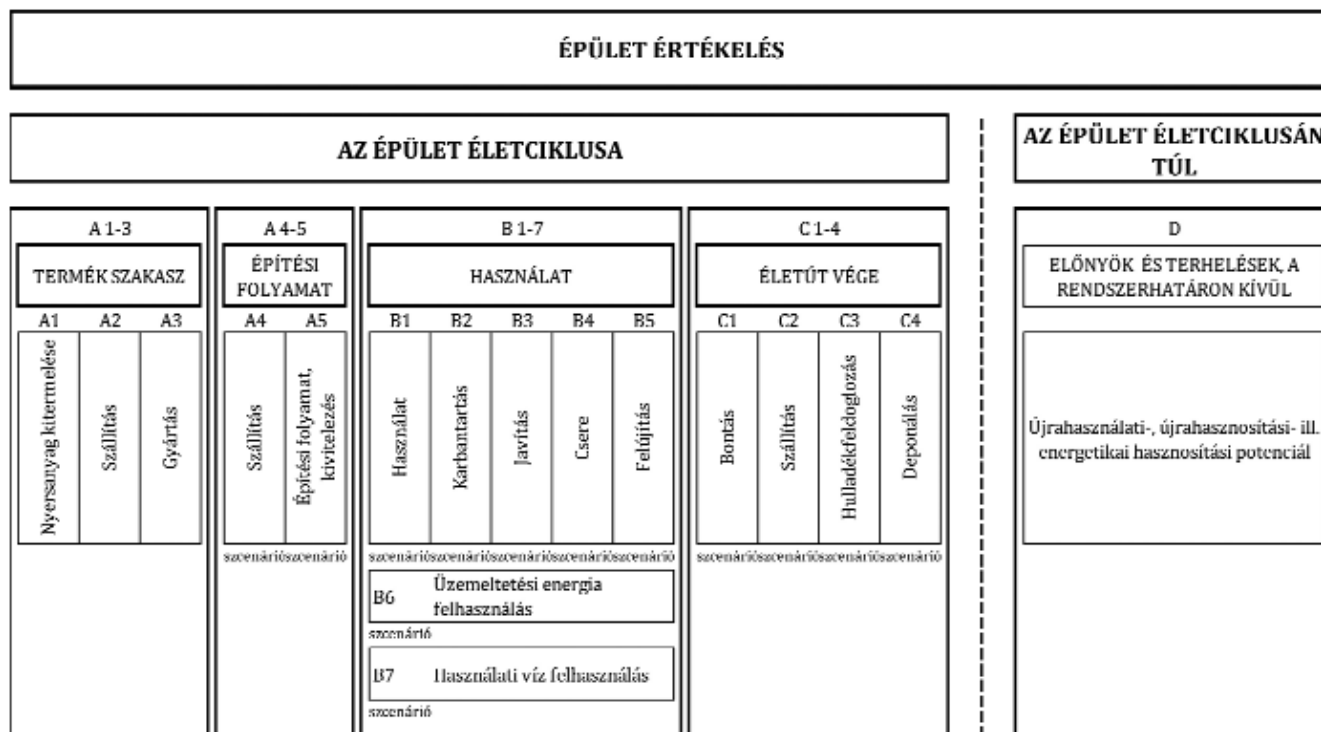 ÉPÜLET ÉRTÉKELÉS
AZ ÉPÜLET ÉLETCIKLUSA
AZ ÉPÜLET ÉLETCIKLUSÁN
TÚL
A 1-3
A 4-5
B 1-7
C 1-4
D
TERMÉK SZAKASZ
ÉPÍTÉSI
FOLYAMAT
HASZNÁLAT
ÉLETÚT VÉGE
ELŐNYÖK ÉS TERHELÉSEK, A
RENDSZERHATÁRON KÍVÜL
A1 A2 A3 A4 A5 B1 B2 B3 B4 B5 C1 C2 C3 C4
Nyersanyag kitermelése
Szállítás
Gyártás
Szállítás
Építési folyamat,
kivitelezés
Használat
Karbantartás
Javítás
Csere
Felújítás
Bontás
Szállítás
Hulladékfeldogtozás
Deponálás
Újrahasználati-, újrahasznosítási- ill.
energetikai hasznosítási potenciál
szcenárió szcenárió szcenárió szcenárió szcenárió szcenárió szcenárió szcenárió szcenárió szcenárió szcenárió
B6 Üzemeltetési energia
felhasználás
szcenárió
B7 Használati víz felhasználás
szcenárió